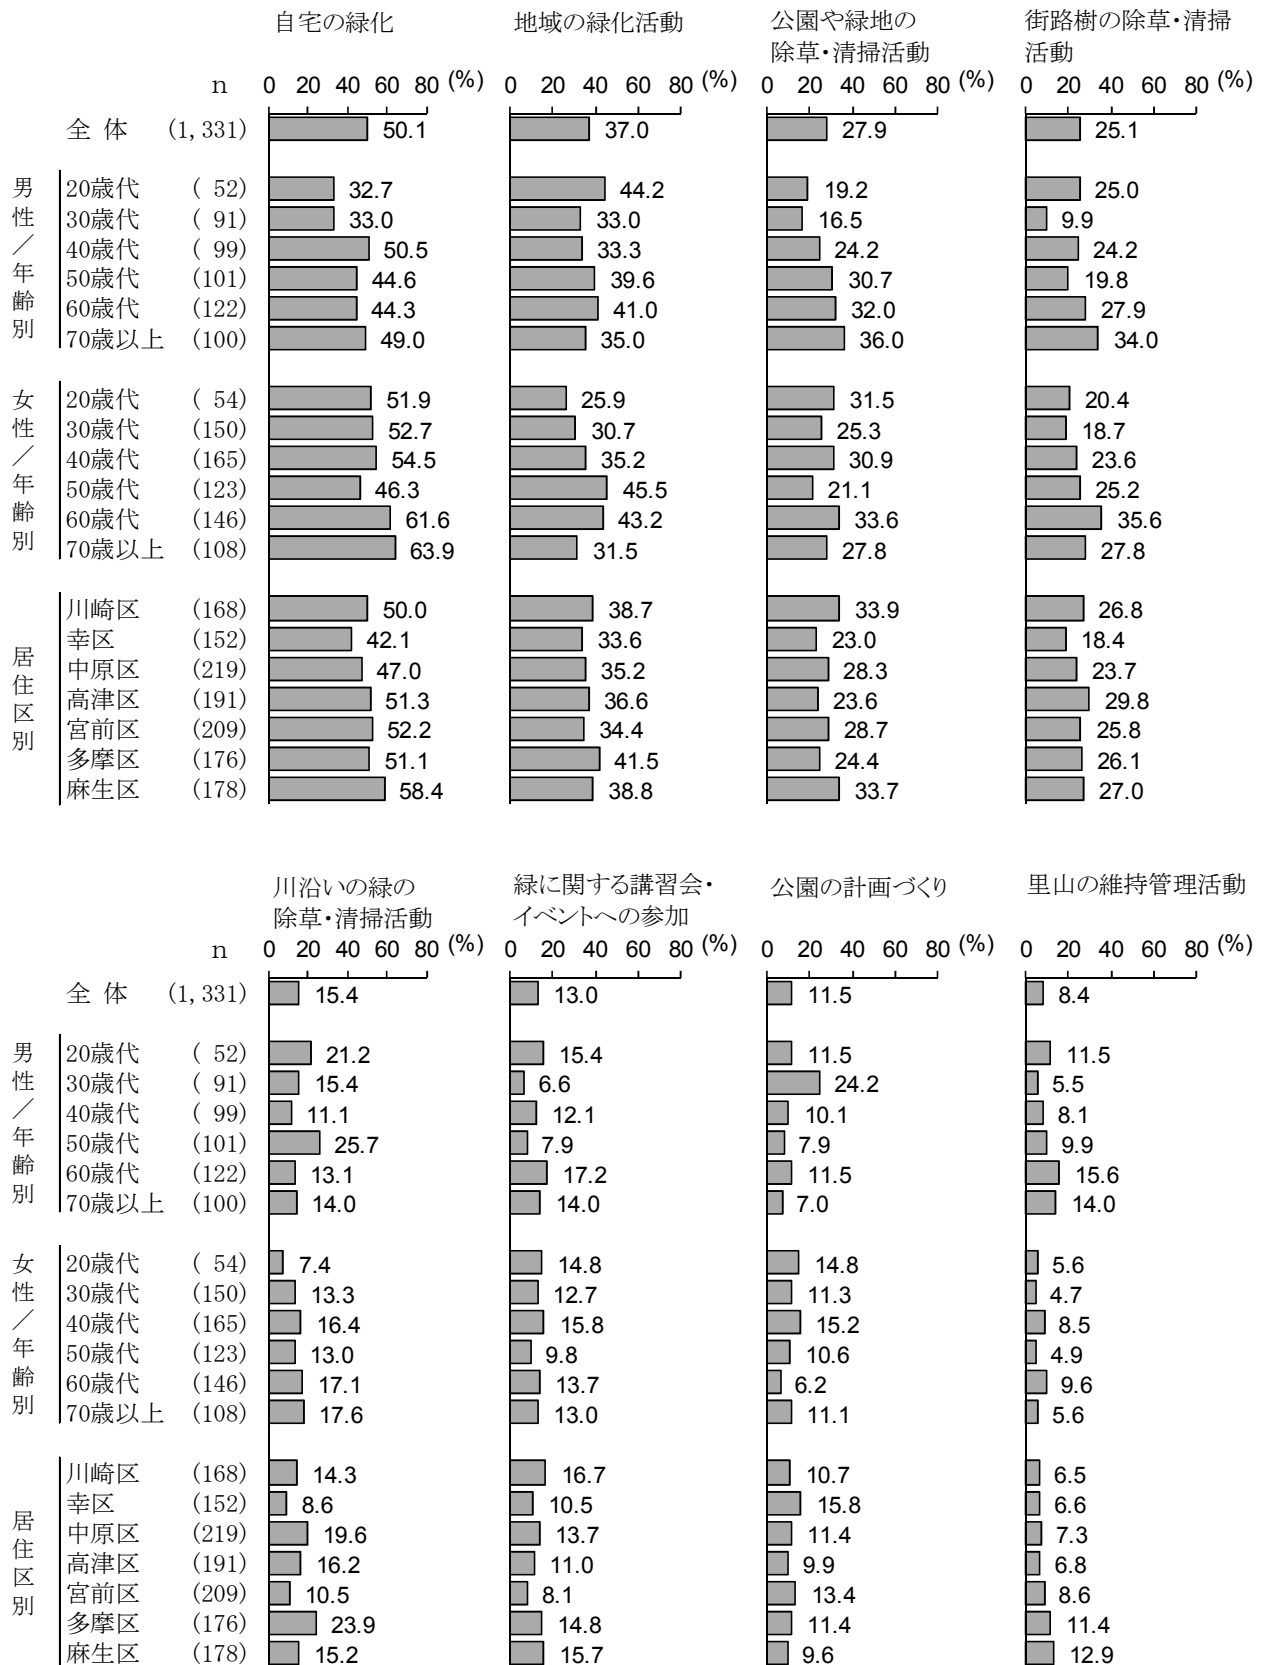 自宅の緑化 地域の緑化活動 公園や緑地の 街路樹の除草・清掃
除草・清掃活動 活動
n 0 20 40 60 80 (%) 0 20 40 60 80 (%) 0 20 40 60 80 (%) 0 20 40 60 80 (%)
全 体 (1,331) 50.1 37.0 27.9 25.1
男性／年齢別
20歳代 ( 52) 32.7 44.2 19.2 25.0
30歳代 ( 91) 33.0 33.0 16.5 9.9
40歳代 ( 99) 50.5 33.3 24.2 24.2
50歳代 (101) 44.6 39.6 30.7 19.8
60歳代 (122) 44.3 41.0 32.0 27.9
70歳以上 (100) 49.0 35.0 36.0 34.0
女性／年齢別
20歳代 ( 54) 51.9 25.9 31.5 20.4
30歳代 (150) 52.7 30.7 25.3 18.7
40歳代 (165) 54.5 35.2 30.9 23.6
50歳代 (123) 46.3 45.5 21.1 25.2
60歳代 (146) 61.6 43.2 33.6 35.6
70歳以上 (108) 63.9 31.5 27.8 27.8
居住区別
川崎区 (168) 50.0 38.7 33.9 26.8
幸区 (152) 42.1 33.6 23.0 18.4
中原区 (219) 47.0 35.2 28.3 23.7
高津区 (191) 51.3 36.6 23.6 29.8
宮前区 (209) 52.2 34.4 28.7 25.8
多摩区 (176) 51.1 41.5 24.4 26.1
麻生区 (178) 58.4 38.8 33.7 27.0
川沿いの緑の 緑に関する講習会・ 公園の計画づくり 里山の維持管理活動
除草・清掃活動 イベントへの参加
n 0 20 40 60 80 (%) 0 20 40 60 80 (%) 0 20 40 60 80 (%) 0 20 40 60 80 (%)
全 体 (1,331) 15.4 13.0 11.5 8.4
男性／年齢別
20歳代 ( 52) 21.2 15.4 11.5 11.5
30歳代 ( 91) 15.4 6.6 24.2 5.5
40歳代 ( 99) 11.1 12.1 10.1 8.1
50歳代 (101) 25.7 7.9 7.9 9.9
60歳代 (122) 13.1 17.2 11.5 15.6
70歳以上 (100) 14.0 14.0 7.0 14.0
女性／年齢別
20歳代 ( 54) 7.4 14.8 14.8 5.6
30歳代 (150) 13.3 12.7 11.3 4.7
40歳代 (165) 16.4 15.8 15.2 8.5
50歳代 (123) 13.0 9.8 10.6 4.9
60歳代 (146) 17.1 13.7 6.2 9.6
70歳以上 (108) 17.6 13.0 11.1 5.6
居住区別
川崎区 (168) 14.3 16.7 10.7 6.5
幸区 (152) 8.6 10.5 15.8 6.6
中原区 (219) 19.6 13.7 11.4 7.3
高津区 (191) 16.2 11.0 9.9 6.8
宮前区 (209) 10.5 8.1 13.4 8.6
多摩区 (176) 23.9 14.8 11.4 11.4
麻生区 (178) 15.2 15.7 9.6 12.9